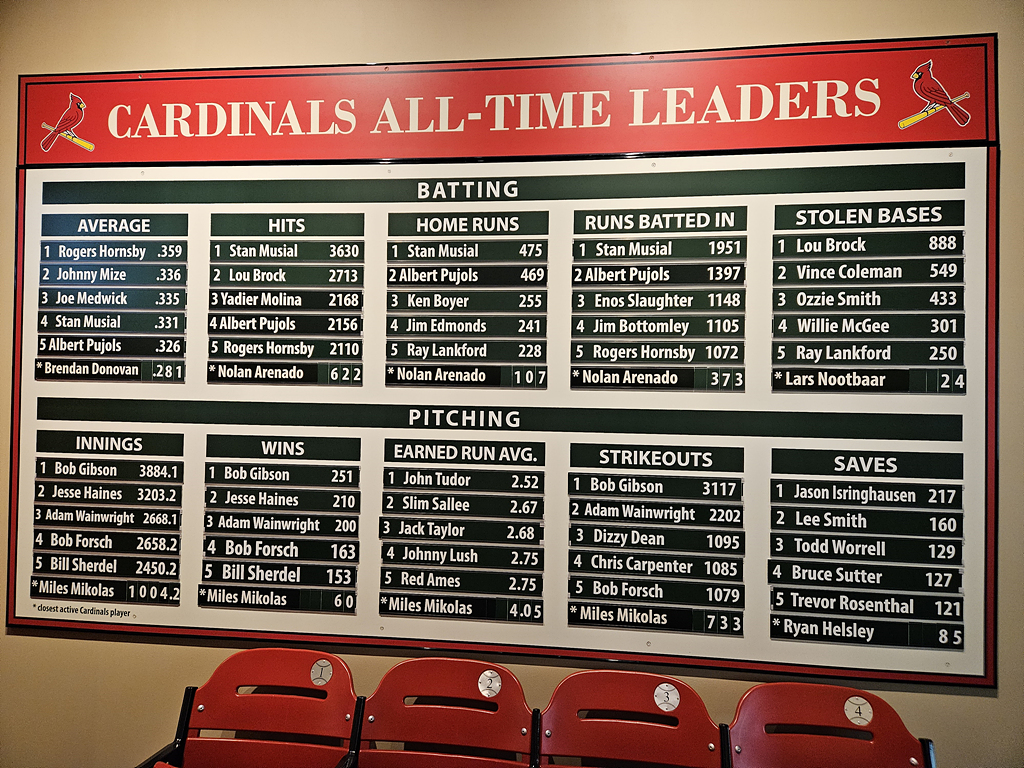 CARDINALS ALL-TIME LEADERS
BATTING
AVERAGE
1 Rogers Hornsby .359
2 Johnny Mize .336
3 Joe Medwick .335
4 Stan Musial .331
5 Albert Pujols .326
* Brendan Donovan .281
HITS
1 Stan Musial 3630
2 Lou Brock 2713
3 Yadier Molina 2168
4 Albert Pujols 2156
5 Rogers Hornsby 2110
* Nolan Arenado 622
HOME RUNS
1 Stan Musial 475
2 Albert Pujols 469
3 Ken Boyer 255
4 Jim Edmonds 241
5 Ray Lankford 228
* Nolan Arenado 107
RUNS BATTED IN
1 Stan Musial 1951
2 Albert Pujols 1397
3 Enos Slaughter 1148
4 Jim Bottomley 1105
5 Rogers Hornsby 1072
* Nolan Arenado 373
STOLEN BASES
1 Lou Brock 888
2 Vince Coleman 549
3 Ozzie Smith 433
4 Willie McGee 301
5 Ray Lankford 250
* Lars Nootbaar 24
PITCHING
INNINGS
1 Bob Gibson 3884.1
2 Jesse Haines 3203.2
3 Adam Wainwright 2668.1
4 Bob Forsch 2658.2
5 Bill Sherdel 2450.2
* Miles Mikolas 1004.2
* closest active Cardinals player
WINS
1 Bob Gibson 251
2 Jesse Haines 210
3 Adam Wainwright 200
4 Bob Forsch 163
5 Bill Sherdel 153
* Miles Mikolas 60
EARNED RUN AVG.
1 John Tudor 2.52
2 Slim Sallee 2.67
3 Jack Taylor 2.68
4 Johnny Lush 2.75
5 Red Ames 2.75
* Miles Mikolas 4.05
STRIKEOUTS
1 Bob Gibson 3117
2 Adam Wainwright 2202
3 Dizzy Dean 1095
4 Chris Carpenter 1085
5 Bob Forsch 1079
* Miles Mikolas 733
SAVES
1 Jason Isringhausen 217
2 Lee Smith 160
3 Todd Worrell 129
4 Bruce Sutter 127
5 Trevor Rosenthal 121
* Ryan Helsley 85
1
2
3
4